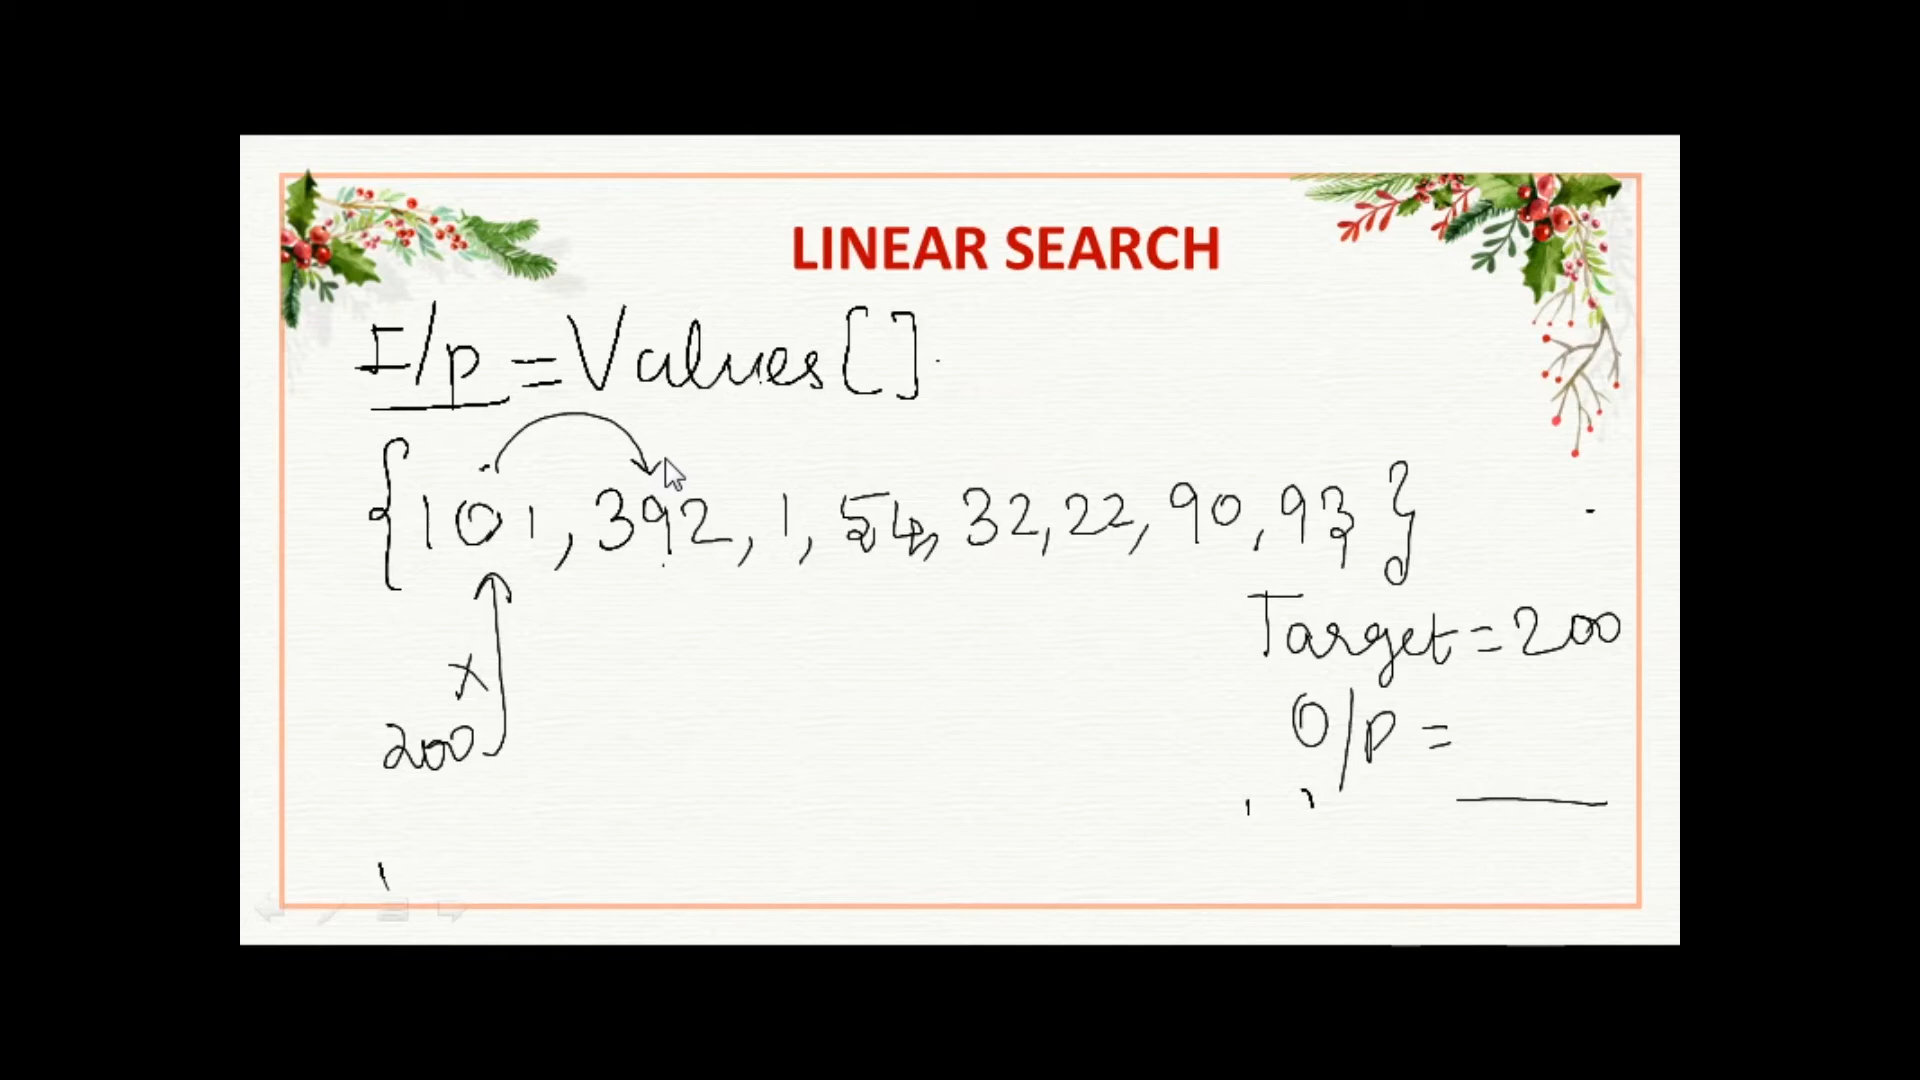 LINEAR SEARCH
I/p = Values[]
{101, 392, 1, 54, 32, 22, 90, 93}
Target = 200
X
200
O/p =